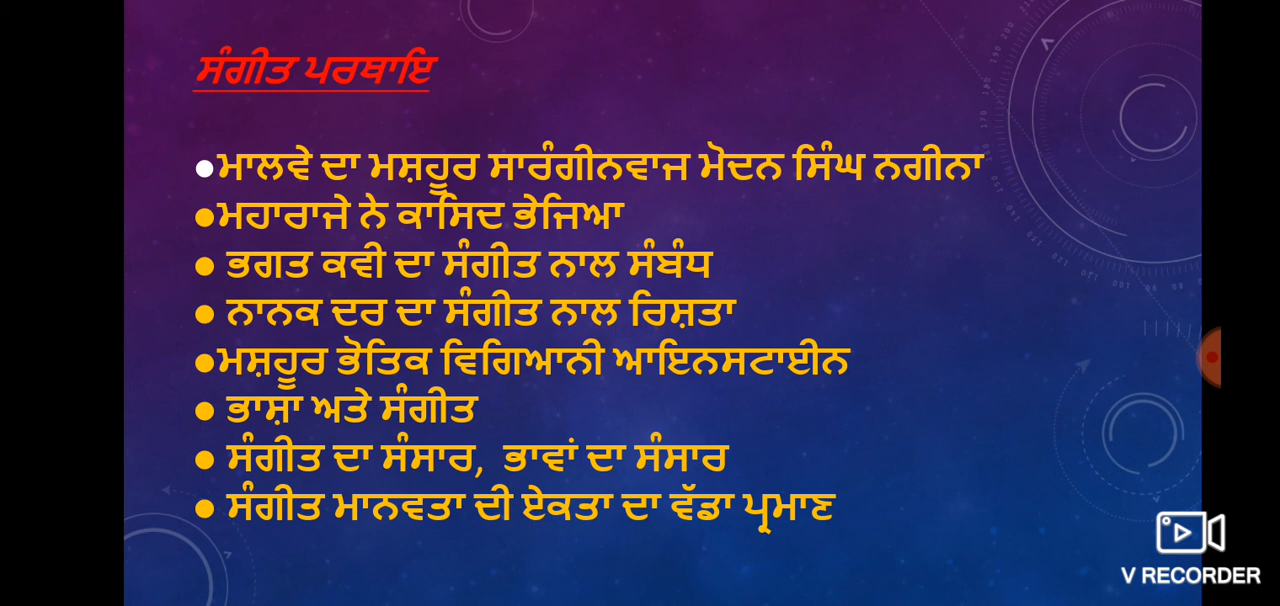 ਸੰਗੀਤ ਪਰਥਾਇ
●ਮਾਲਵੇ ਦਾ ਮਸ਼ਹੂਰ ਸਾਰੰਗੀਨਵਾਜ ਮੋਦਨ ਸਿੰਘ ਨਗੀਨਾ
●ਮਹਾਰਾਜੇ ਨੇ ਕਾਸਿਦ ਭੇਜਿਆ
● ਭਗਤ ਕਵੀ ਦਾ ਸੰਗੀਤ ਨਾਲ ਸੰਬੰਧ
● ਨਾਨਕ ਦਰ ਦਾ ਸੰਗੀਤ ਨਾਲ ਰਿਸ਼ਤਾ
●ਮਸ਼ਹੂਰ ਭੋਤਿਕ ਵਿਗਿਆਨੀ ਆਇਨਸਟਾਈਨ
● ਭਾਸ਼ਾ ਅਤੇ ਸੰਗੀਤ
● ਸੰਗੀਤ ਦਾ ਸੰਸਾਰ, ਭਾਵਾਂ ਦਾ ਸੰਸਾਰ
● ਸੰਗੀਤ ਮਾਨਵਤਾ ਦੀ ਏਕਤਾ ਦਾ ਵੱਡਾ ਪ੍ਰਮਾਣ
V RECORDER